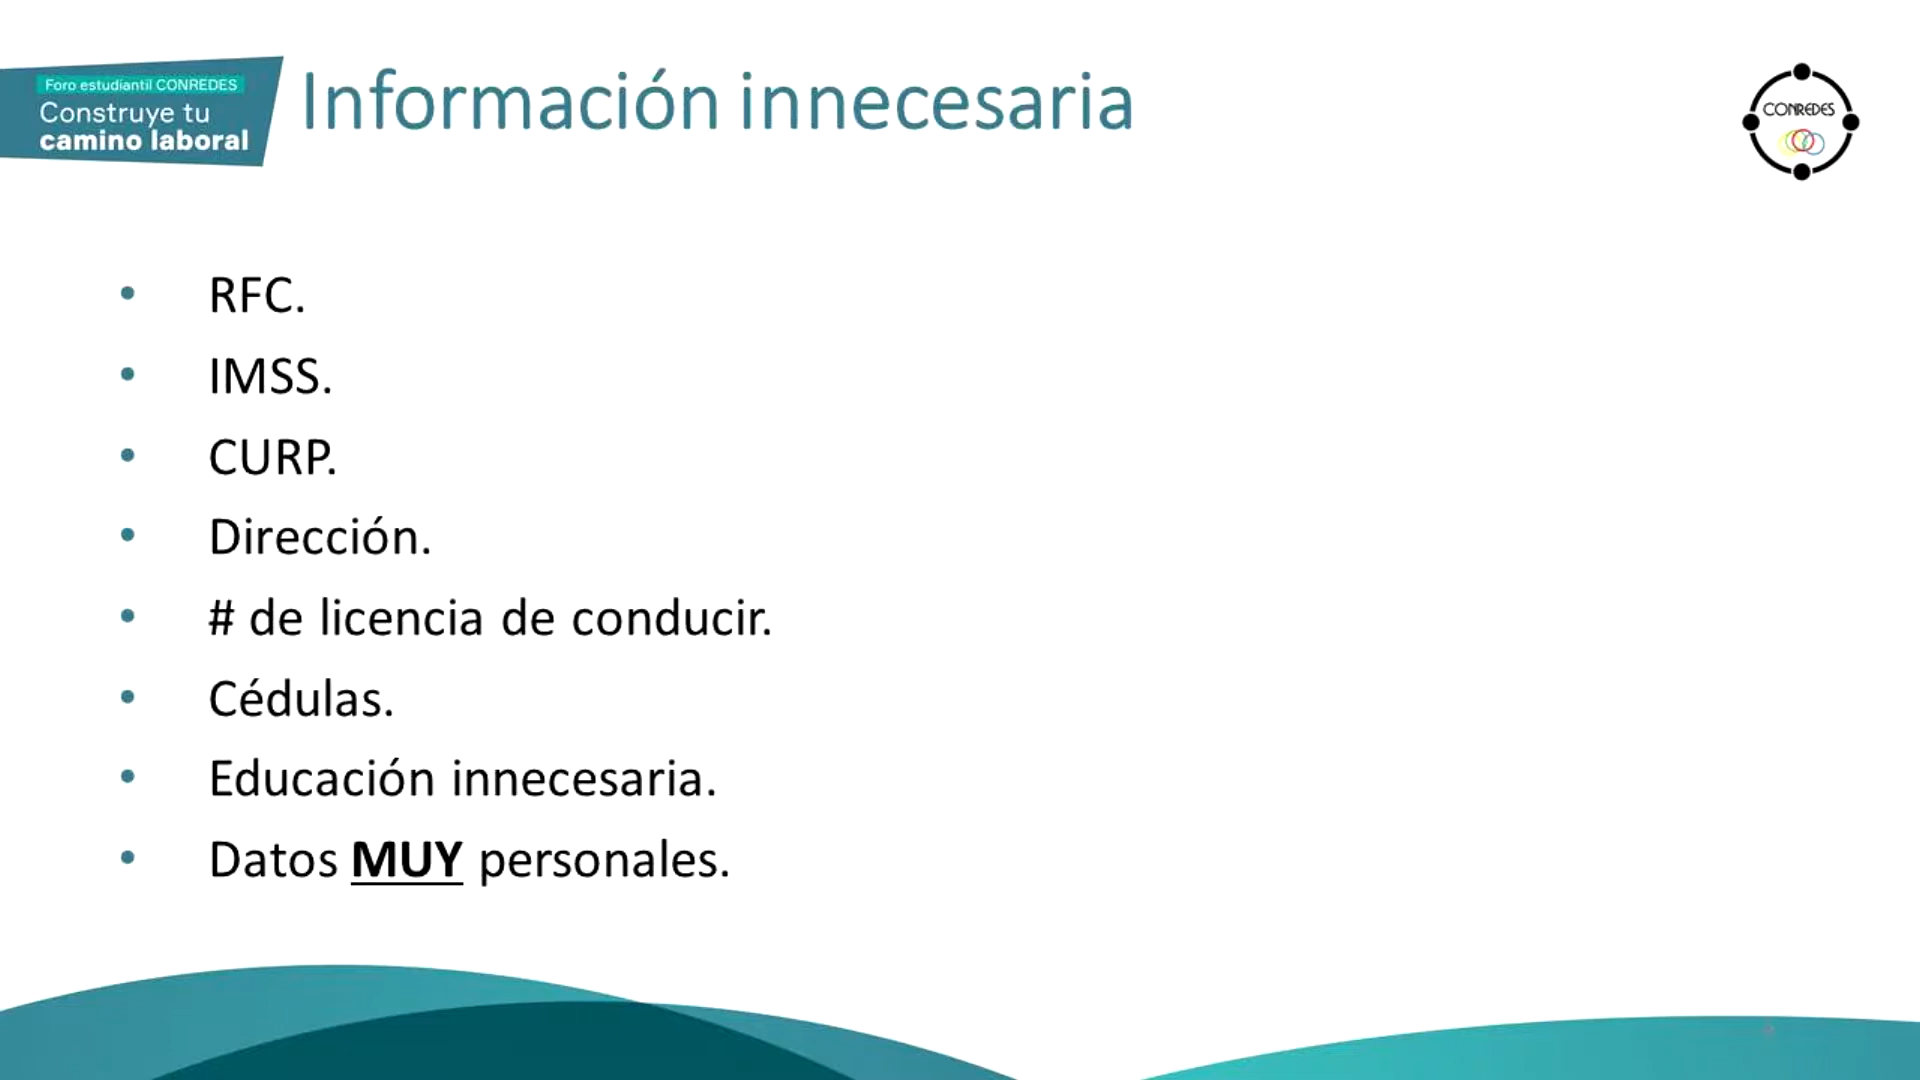 Foro estudiantil CONREDES
Construye tu
camino laboral
Información innecesaria
CONREDES
• RFC.
• IMSS.
• CURP.
• Dirección.
• # de licencia de conducir.
• Cédulas.
• Educación innecesaria.
• Datos MUY personales.